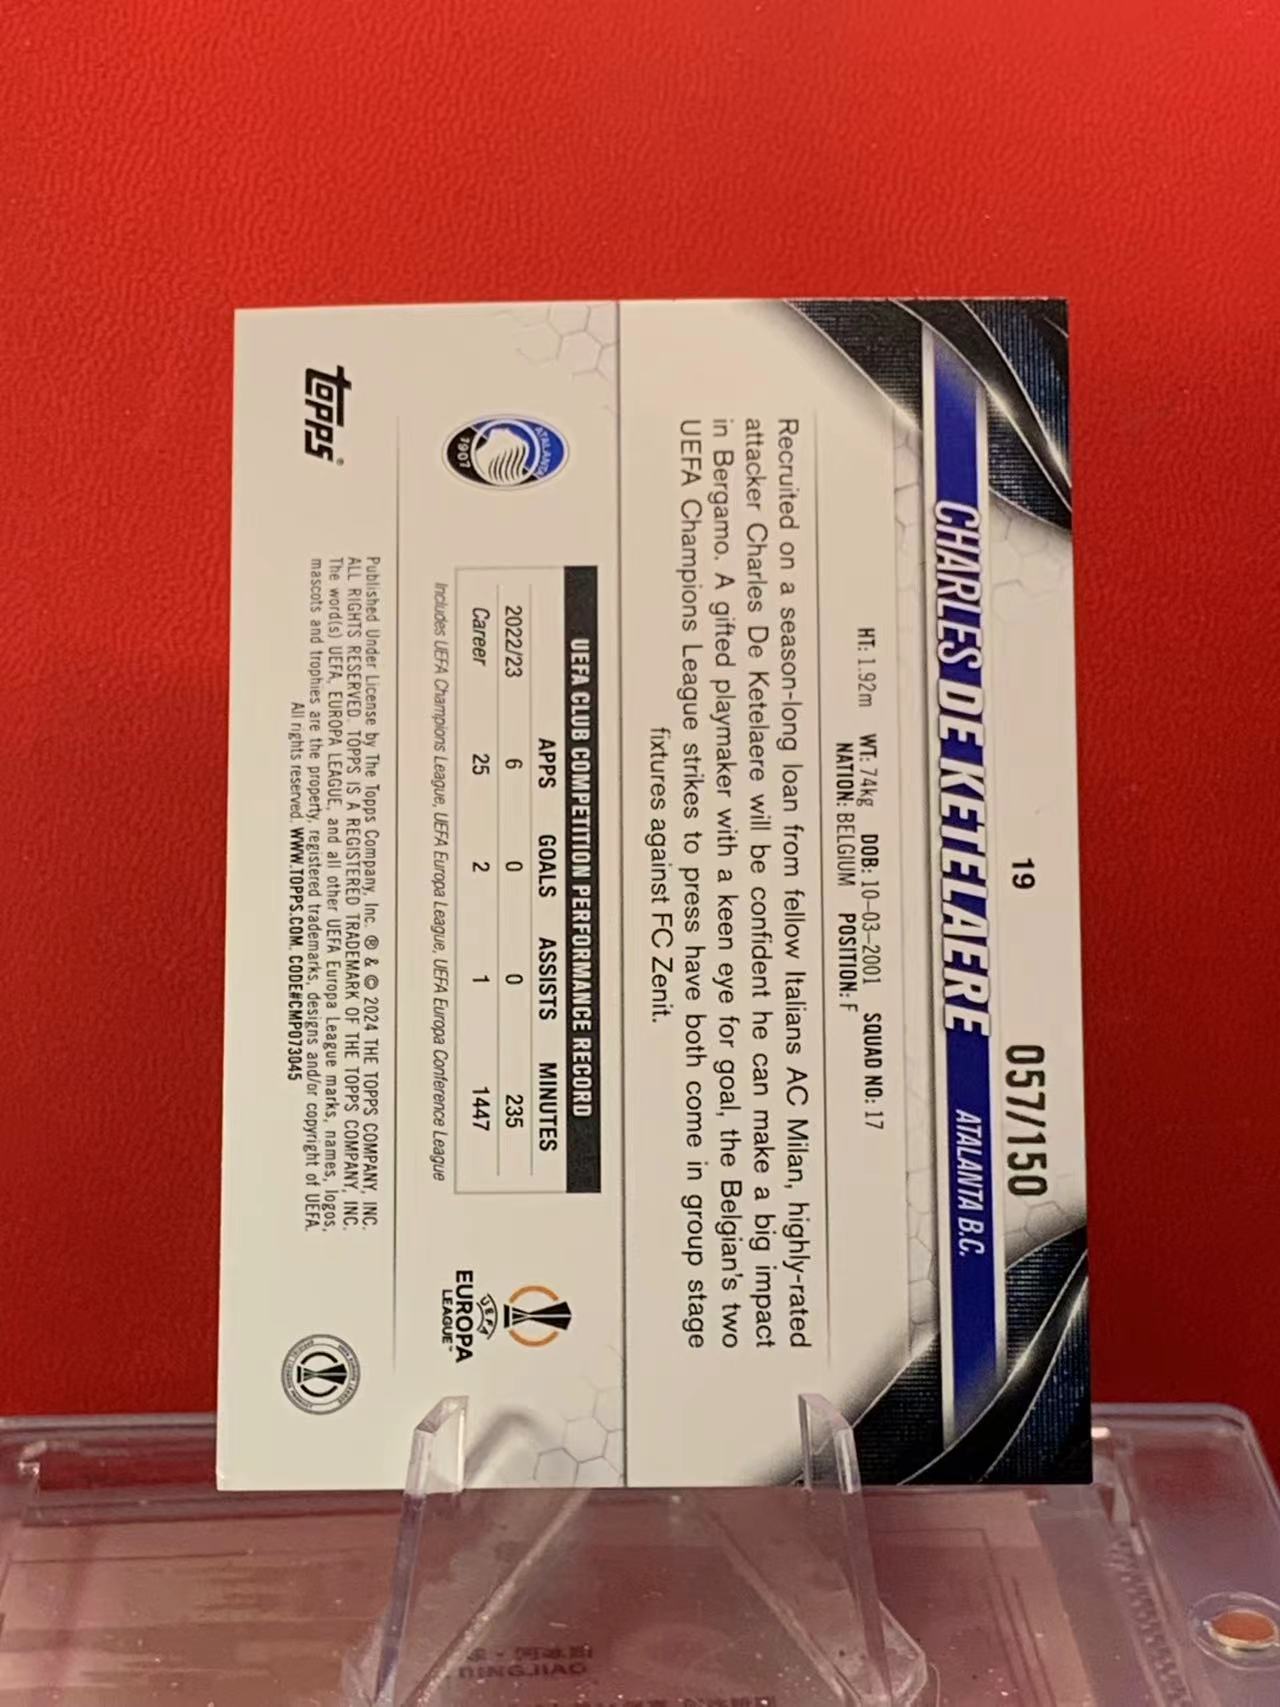 19
057/150
CHARLES DE KETELAERE ATALANTA B.C.
HT: 1.92m WT: 74kg DOB: 10-03-2001 SQUAD NO: 17
NATION: BELGIUM POSITION: F
Recruited on a season-long loan from fellow Italians AC Milan, highly-rated
attacker Charles De Ketelaere will be confident he can make a big impact
in Bergamo. A gifted playmaker with a keen eye for goal, the Belgian's two
UEFA Champions League strikes to press have both come in group stage
fixtures against FC Zenit.
UEFA CLUB COMPETITION PERFORMANCE RECORD
APPS GOALS ASSISTS MINUTES
2022/23 6 0 0 235
Career 25 2 1 1447
Includes UEFA Champions League, UEFA Europa League, UEFA Europa Conference League
ATALANTA
1907
UEFA
EUROPA
LEAGUE™
topps®
Published Under License by The Topps Company, Inc. ® & © 2024 THE TOPPS COMPANY, INC.
ALL RIGHTS RESERVED. TOPPS IS A REGISTERED TRADEMARK OF THE TOPPS COMPANY, INC.
The word(s) UEFA, EUROPA LEAGUE, and all other UEFA Europa League marks, names, logos,
mascots and trophies are the property, registered trademarks, designs and/or copyright of UEFA.
All rights reserved. WWW.TOPPS.COM. CODE#CMP073045